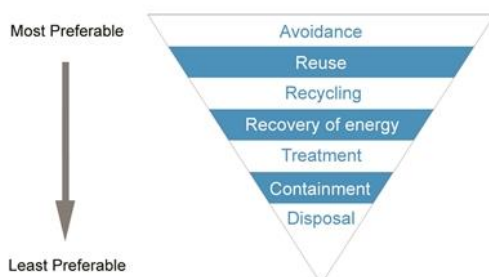 Most Preferable
Avoidance
Reuse
Recycling
Recovery of energy
Treatment
Containment
Disposal
Least Preferable